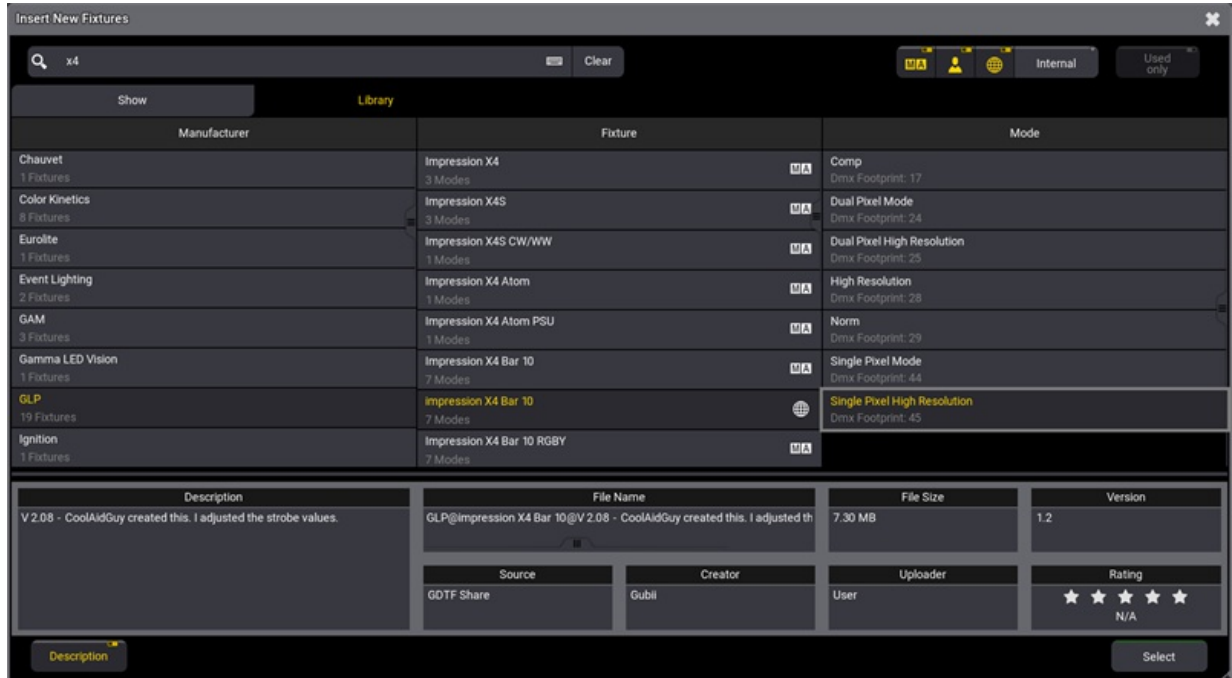 Insert New Fixtures
x4
Clear
MA
Internal
Used only
Show
Library
Manufacturer
Fixture
Mode
Chauvet
1 Fixtures
Color Kinetics
8 Fixtures
Eurolite
1 Fixtures
Event Lighting
2 Fixtures
GAM
3 Fixtures
Gamma LED Vision
1 Fixtures
GLP
19 Fixtures
Ignition
1 Fixtures
Impression X4
3 Modes
MA
Impression X4S
3 Modes
MA
Impression X4S CW/WW
1 Modes
MA
Impression X4 Atom
1 Modes
MA
Impression X4 Atom PSU
1 Modes
MA
Impression X4 Bar 10
7 Modes
MA
impression X4 Bar 10
7 Modes
Impression X4 Bar 10 RGBY
7 Modes
MA
Comp
Dmx Footprint: 17
Dual Pixel Mode
Dmx Footprint: 24
Dual Pixel High Resolution
Dmx Footprint: 25
High Resolution
Dmx Footprint: 28
Norm
Dmx Footprint: 29
Single Pixel Mode
Dmx Footprint: 44
Single Pixel High Resolution
Dmx Footprint: 45
Description
V 2.08 - CoolAidGuy created this. I adjusted the strobe values.
File Name
GLP@impression X4 Bar 10@V 2.08 - CoolAidGuy created this. I adjusted th
File Size
7.30 MB
Version
1.2
Source
GDTF Share
Creator
Gubii
Uploader
User
Rating
N/A
Description
Select